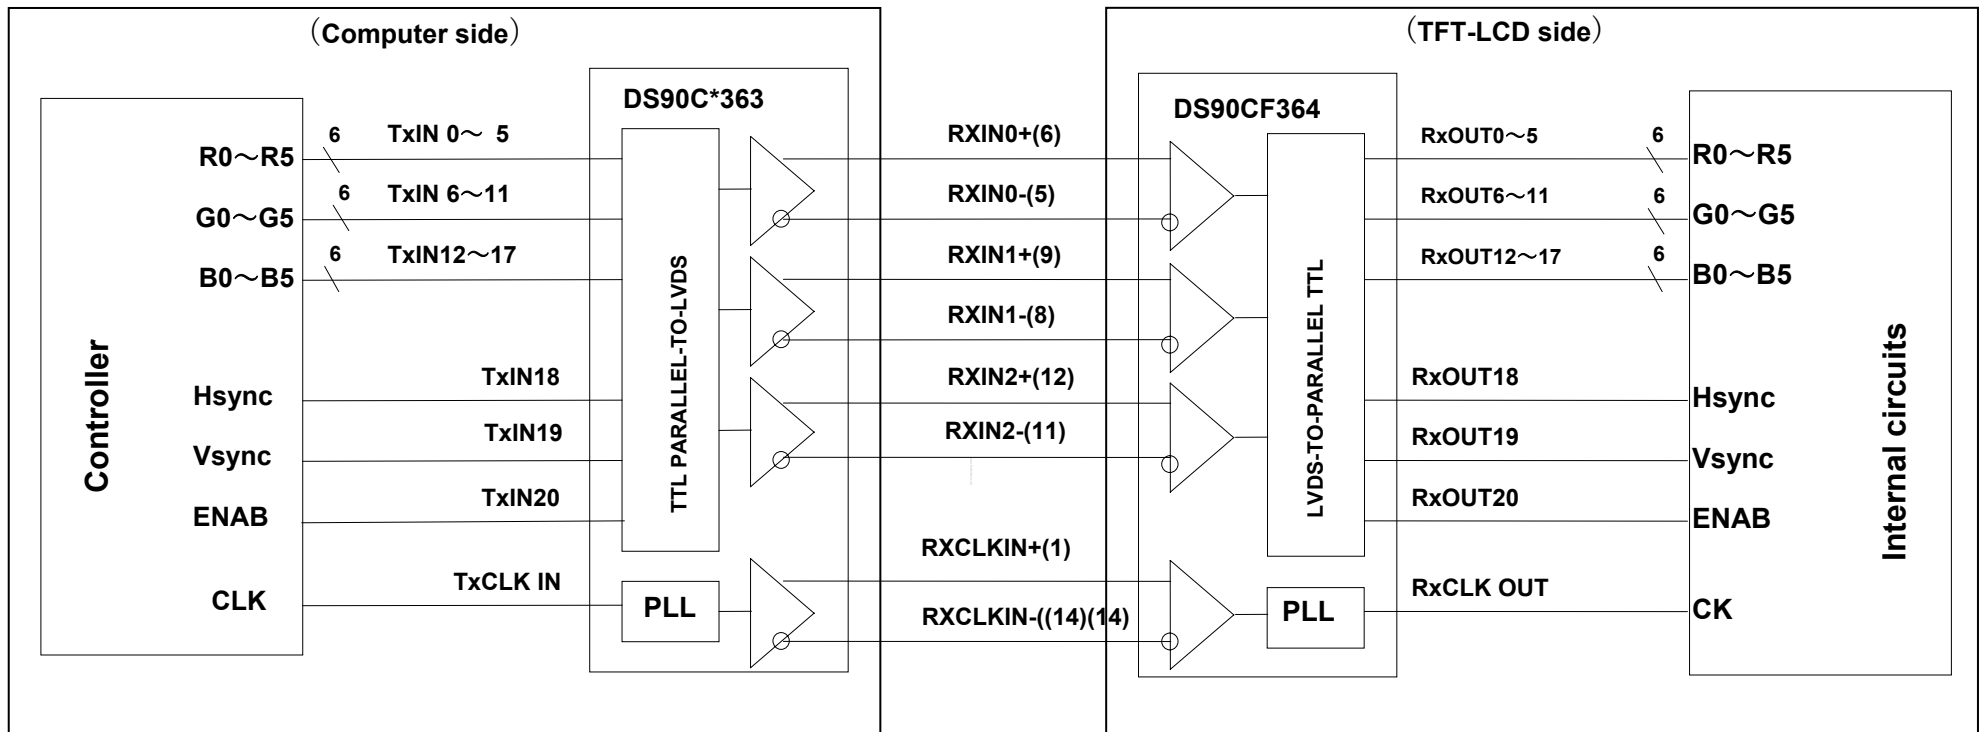 （Computer side）
Controller
R0～R5
G0～G5
B0～B5
Hsync
Vsync
ENAB
CLK
6
TxIN 0～ 5
6
TxIN 6～11
6
TxIN12～17
TxIN18
TxIN19
TxIN20
TxCLK IN
DS90C*363
TTL PARALLEL-TO-LVDS
PLL
RXIN0+(6)
RXIN0-(5)
RXIN1+(9)
RXIN1-(8)
RXIN2+(12)
RXIN2-(11)
RXCLKIN+(1)
RXCLKIN-((14)(14)
（TFT-LCD side）
DS90CF364
LVDS-TO-PARALLEL TTL
PLL
RxOUT0～5
6
RxOUT6～11
6
RxOUT12～17
6
RxOUT18
RxOUT19
RxOUT20
RxCLK OUT
R0～R5
G0～G5
B0～B5
Hsync
Vsync
ENAB
CK
Internal circuits